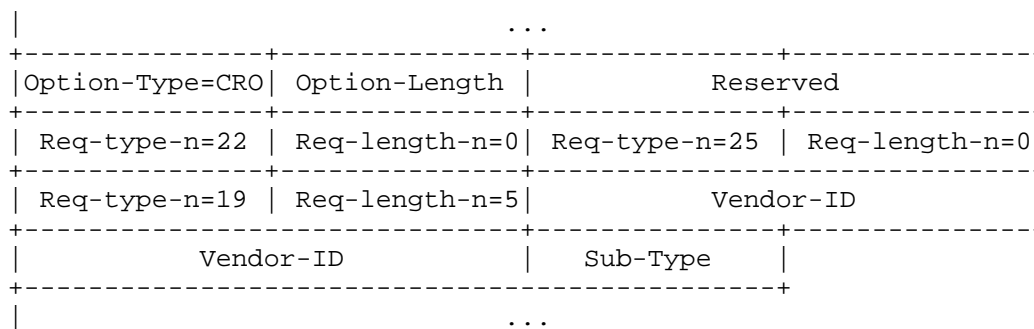 |                              ...
+---------------+---------------+---------------+---------------
|Option-Type=CRO| Option-Length |           Reserved
+---------------+---------------+---------------+---------------
| Req-type-n=22 | Req-length-n=0| Req-type-n=25 | Req-length-n=0
+---------------+---------------+-------------------------------
| Req-type-n=19 | Req-length-n=5|           Vendor-ID
+-------------------------------+---------------+---------------
|           Vendor-ID           |   Sub-Type    |
+-----------------------------------------------+
|                              ...